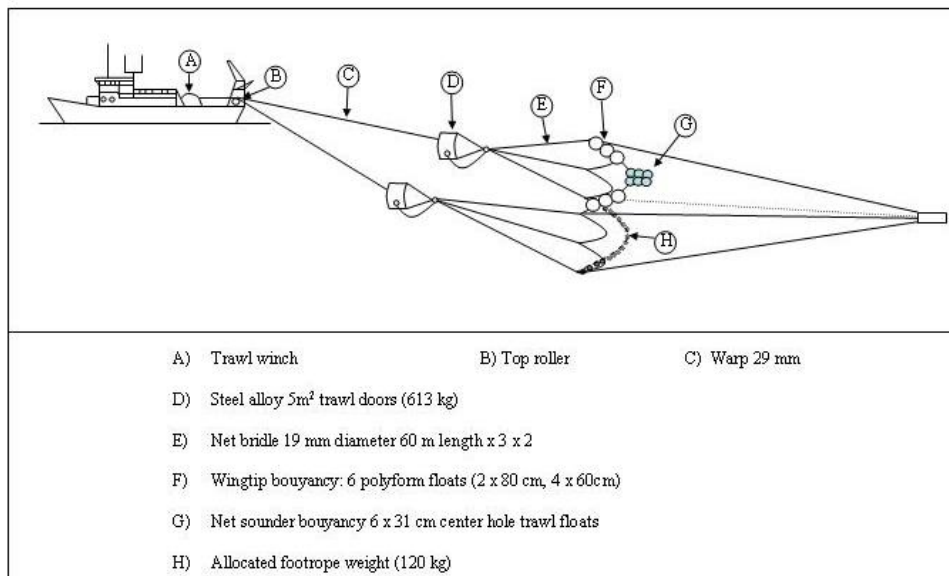 A
B
C
D
E
F
G
H
A) Trawl winch B) Top roller C) Warp 29 mm
D) Steel alloy 5m² trawl doors (613 kg)
E) Net bridle 19 mm diameter 60 m length x 3 x 2
F) Wingtip bouyancy: 6 polyform floats (2 x 80 cm, 4 x 60cm)
G) Net sounder bouyancy 6 x 31 cm center hole trawl floats
H) Allocated footrope weight (120 kg)